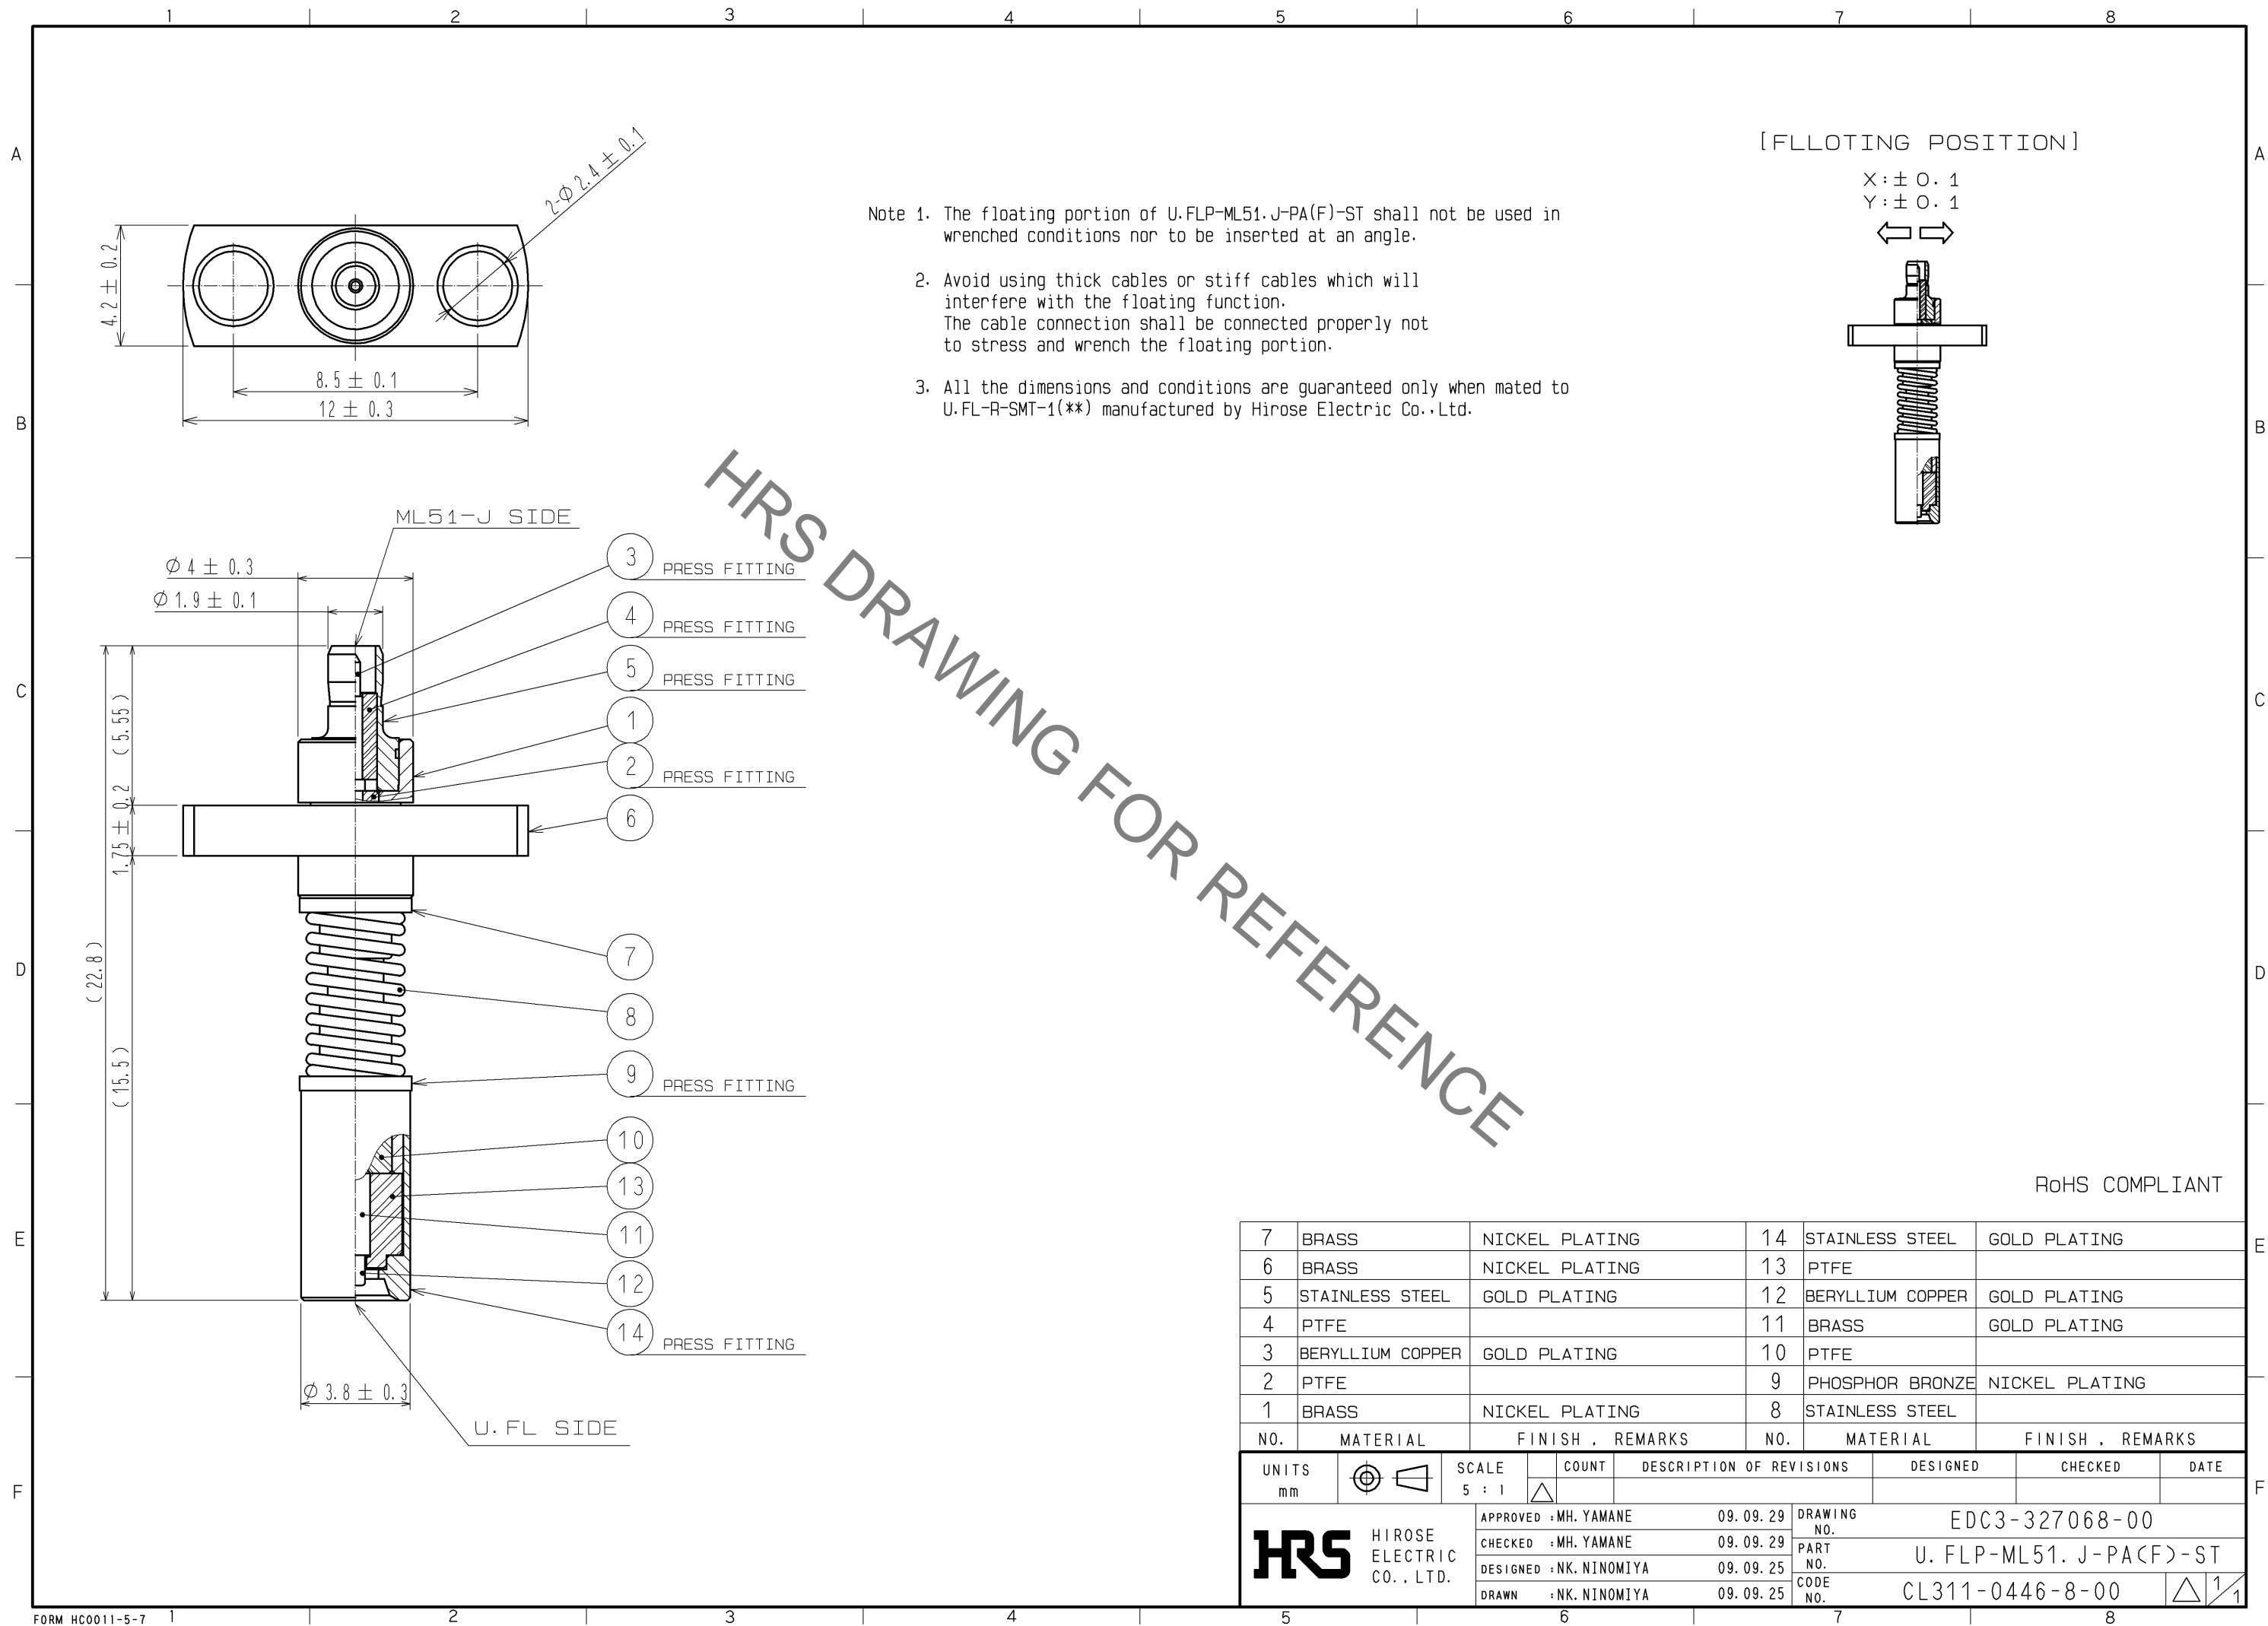 1 2 3 4 5 6 7 8
A A
B B
C C
D D
E E
F F
2-Ø 2.4 ± 0.1
4.2 ± 0.2
8.5 ± 0.1
12 ± 0.3
Note 1. The floating portion of U.FLP-ML51.J-PA(F)-ST shall not be used in
wrenched conditions nor to be inserted at an angle.
2. Avoid using thick cables or stiff cables which will
interfere with the floating function.
The cable connection shall be connected properly not
to stress and wrench the floating portion.
3. All the dimensions and conditions are guaranteed only when mated to
U.FL-R-SMT-1(**) manufactured by Hirose Electric Co.,Ltd.
[FLLOTING POSITION]
X:± 0.1
Y:± 0.1
HRS DRAWING FOR REFERENCE
ML51-J SIDE
Ø 4 ± 0.3
Ø 1.9 ± 0.1
(5.55)
1.75 ± 0.2
(22.8)
(15.5)
3 PRESS FITTING
4 PRESS FITTING
5 PRESS FITTING
1
2 PRESS FITTING
6
7
8
9 PRESS FITTING
10
13
11
12
14 PRESS FITTING
Ø 3.8 ± 0.3
U.FL SIDE
RoHS COMPLIANT
7 BRASS NICKEL PLATING 14 STAINLESS STEEL GOLD PLATING
6 BRASS NICKEL PLATING 13 PTFE
5 STAINLESS STEEL GOLD PLATING 12 BERYLLIUM COPPER GOLD PLATING
4 PTFE 11 BRASS GOLD PLATING
3 BERYLLIUM COPPER GOLD PLATING 10 PTFE
2 PTFE 9 PHOSPHOR BRONZE NICKEL PLATING
1 BRASS NICKEL PLATING 8 STAINLESS STEEL
NO. MATERIAL FINISH , REMARKS NO. MATERIAL FINISH , REMARKS
UNITS
mm
SCALE
5 : 1
COUNT DESCRIPTION OF REVISIONS DESIGNED CHECKED DATE
HRS
HIROSE
ELECTRIC
CO., LTD.
APPROVED : MH. YAMANE 09.09.29
CHECKED : MH. YAMANE 09.09.29
DESIGNED : NK. NINOMIYA 09.09.25
DRAWN : NK. NINOMIYA 09.09.25
DRAWING NO. EDC3-327068-00
PART NO. U. FLP-ML51. J-PA(F)-ST
CODE NO. CL311-0446-8-00
1/1
FORM HC0011-5-7
1 2 3 4 5 6 7 8